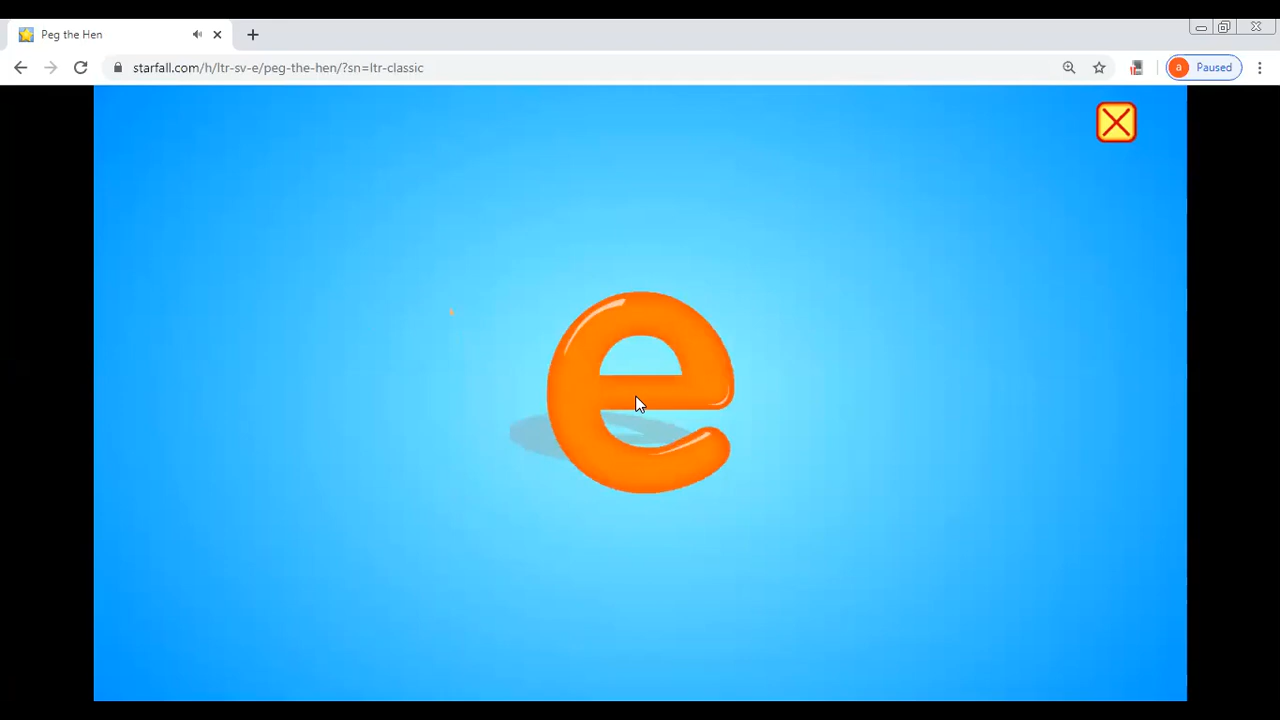 Peg the Hen
starfall.com/h/ltr-sv-e/peg-the-hen/?sn=ltr-classic
a Paused
e